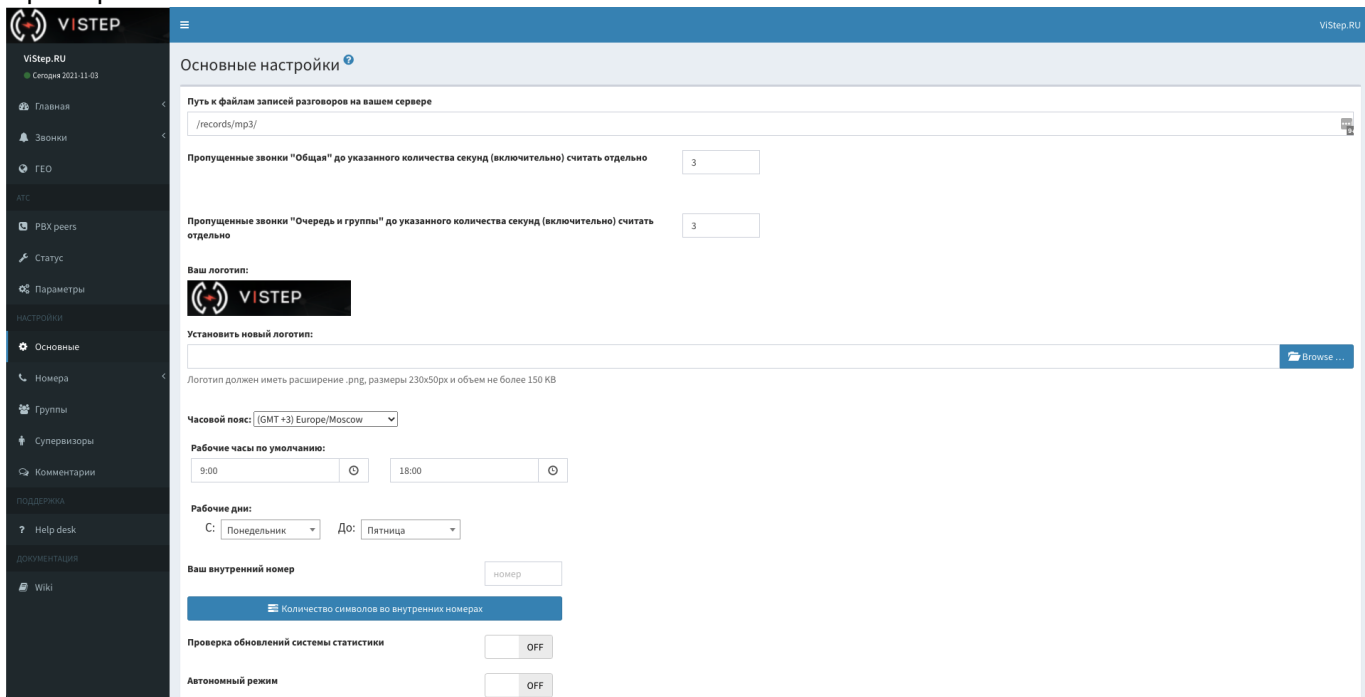 VISTEP
ViStep.RU
ViStep.RU
Сегодня 2021-11-03
Главная
Звонки
ГЕО
АТС
PBX peers
Статус
Параметры
НАСТРОЙКИ
Основные
Номера
Группы
Супервизоры
Комментарии
ПОДДЕРЖКА
Help desk
ДОКУМЕНТАЦИЯ
Wiki
Основные настройки
Путь к файлам записей разговоров на вашем сервере
/records/mp3/
Пропущенные звонки "Общая" до указанного количества секунд (включительно) считать отдельно
3
Пропущенные звонки "Очередь и группы" до указанного количества секунд (включительно) считать
отдельно
3
Ваш логотип:
VISTEP
Установить новый логотип:
Browse ...
Логотип должен иметь расширение .png, размеры 230x50px и объем не более 150 KB
Часовой пояс: (GMT +3) Europe/Moscow
Рабочие часы по умолчанию:
9:00 18:00
Рабочие дни:
С: Понедельник До: Пятница
Ваш внутренний номер
номер
Количество символов во внутренних номерах
Проверка обновлений системы статистики
OFF
Автономный режим
OFF